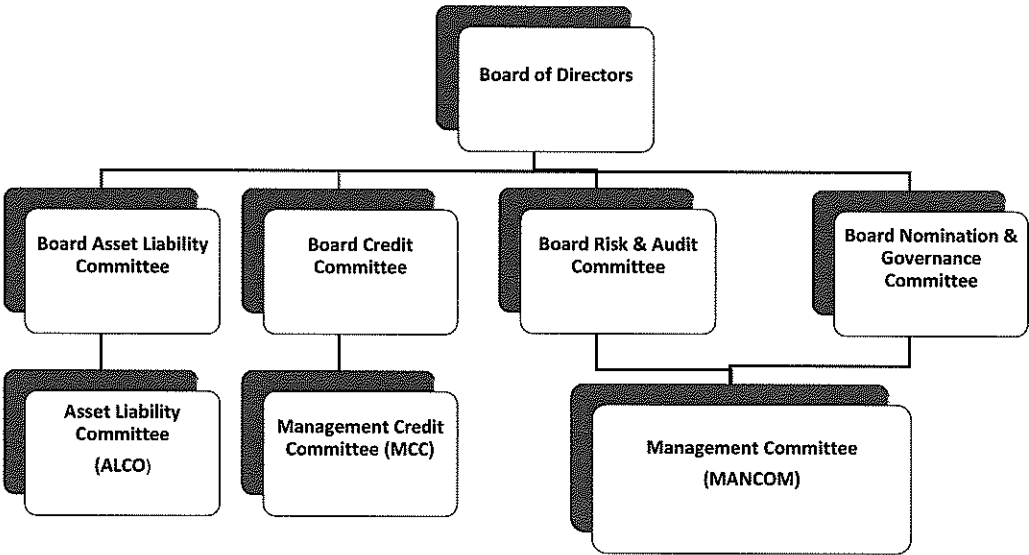 Board of Directors
Board Asset Liability
Committee
Board Credit
Committee
Board Risk & Audit
Committee
Board Nomination &
Governance
Committee
Asset Liability
Committee
(ALCO)
Management Credit
Committee (MCC)
Management Committee
(MANCOM)